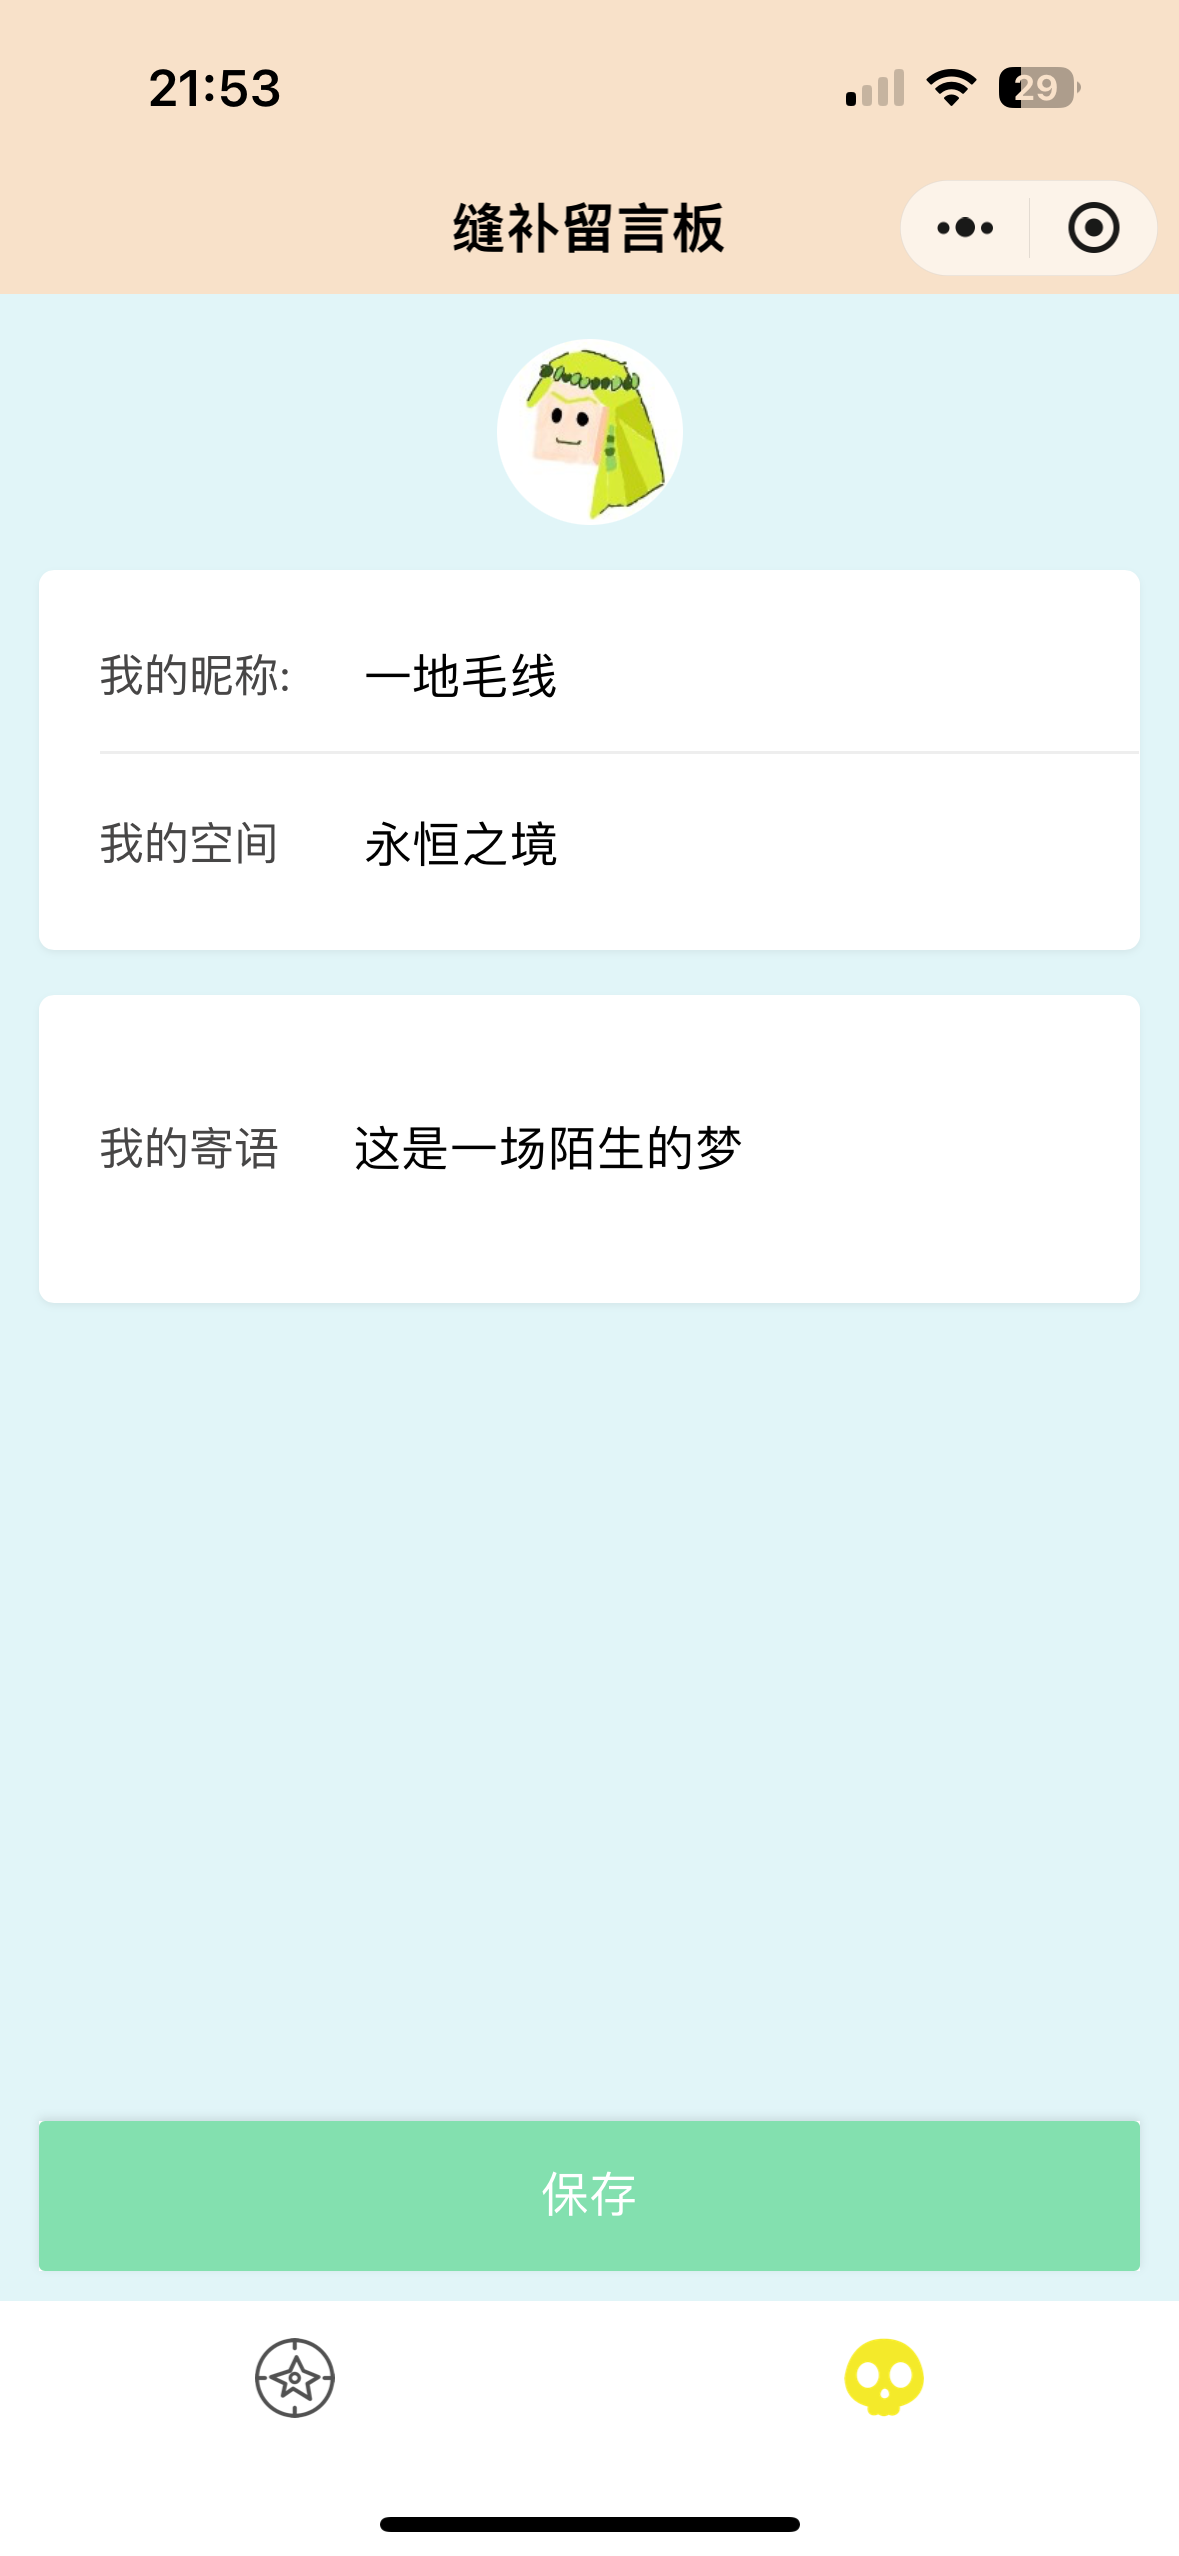 21:53
29
缝补留言板
我的昵称: 一地毛线
我的空间 永恒之境
我的寄语 这是一场陌生的梦
保存